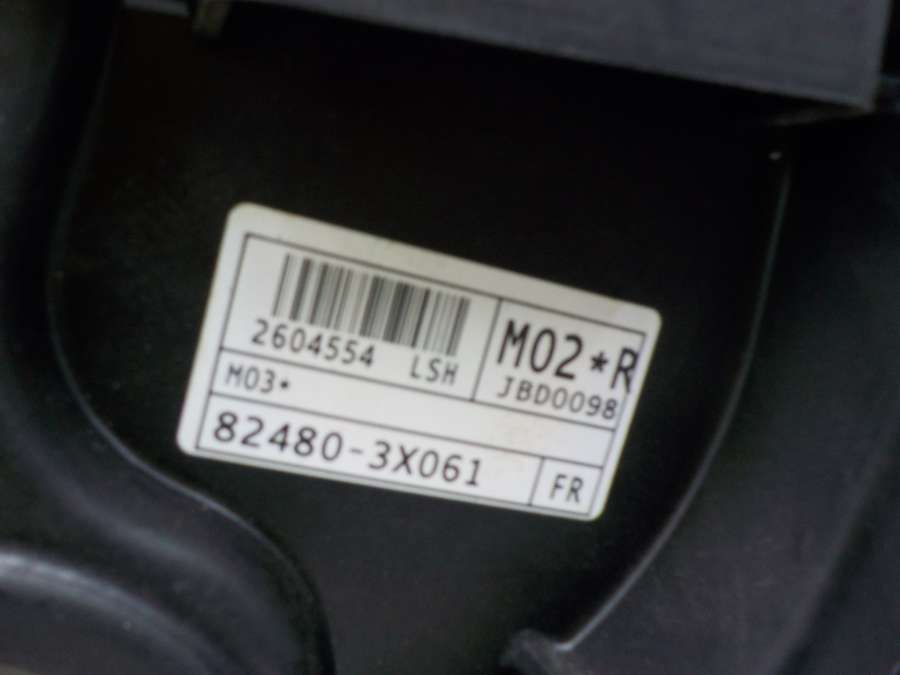 2604554 LSH
M02*R
JBD0098
M03*
82480-3X061
FR